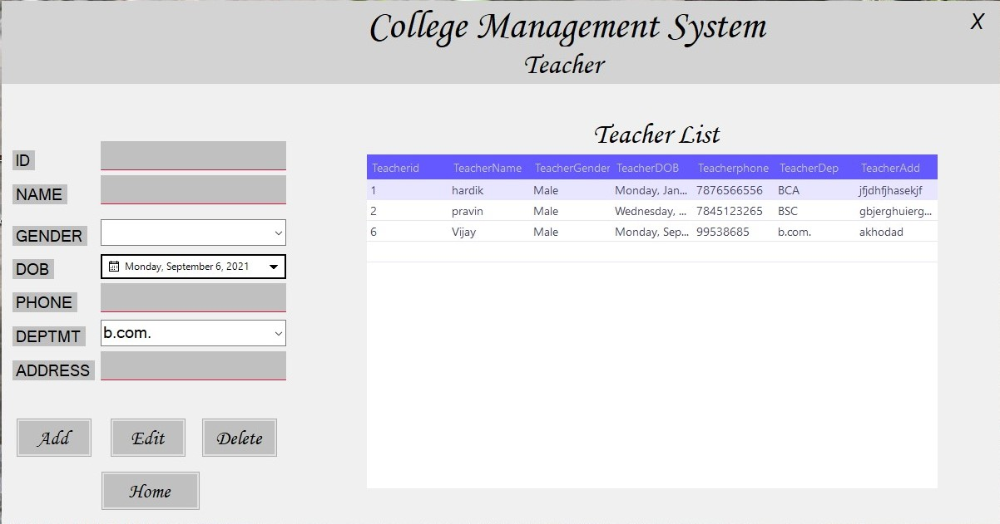 College Management System
X
Teacher
ID
NAME
GENDER
DOB Monday, September 6, 2021
PHONE
DEPTMT b.com.
ADDRESS
Add Edit Delete
Home
Teacher List
Teacherid TeacherName TeacherGender TeacherDOB Teacherphone TeacherDep TeacherAdd
1 hardik Male Monday, Jan... 7876566556 BCA jfjdhfjhasekjf
2 pravin Male Wednesday, ... 7845123265 BSC gbjerghuierg...
6 Vijay Male Monday, Sep... 99538685 b.com. akhodad